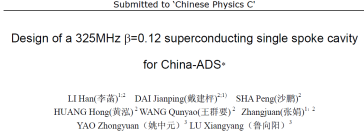 Submitted to 'Chinese Physics C'
Design of a 325MHz β=0.12 superconducting single spoke cavity
for China-ADS*
LI Han(李菡)1;2 DAI Jianping(戴建枰)2;1) SHA Peng(沙鹏)2
HUANG Hong(黄泓)2 WANG Qunyao(王群要)2 Zhangjuan(张娟)1;2
YAO Zhongyuan(姚中元)3 LU Xiangyang(鲁向阳)3